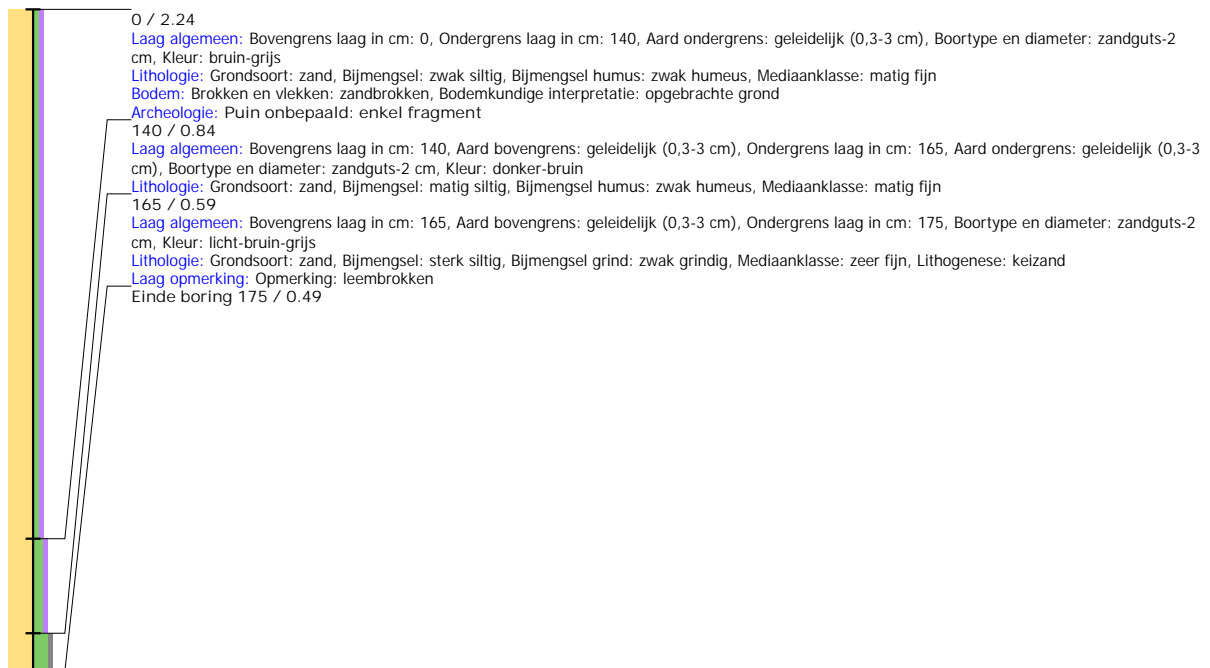 0 / 2.24
Laag algemeen: Bovengrens laag in cm: 0, Ondergrens laag in cm: 140, Aard ondergrens: geleidelijk (0,3-3 cm), Boortype en diameter: zandguts-2
cm, Kleur: bruin-grijs
Lithologie: Grondsoort: zand, Bijmengsel: zwak siltig, Bijmengsel humus: zwak humeus, Mediaanklasse: matig fijn
Bodem: Brokken en vlekken: zandbrokken, Bodemkundige interpretatie: opgebrachte grond
Archeologie: Puin onbepaald: enkel fragment
140 / 0.84
Laag algemeen: Bovengrens laag in cm: 140, Aard bovengrens: geleidelijk (0,3-3 cm), Ondergrens laag in cm: 165, Aard ondergrens: geleidelijk (0,3-3
cm), Boortype en diameter: zandguts-2 cm, Kleur: donker-bruin
Lithologie: Grondsoort: zand, Bijmengsel: matig siltig, Bijmengsel humus: zwak humeus, Mediaanklasse: matig fijn
165 / 0.59
Laag algemeen: Bovengrens laag in cm: 165, Aard bovengrens: geleidelijk (0,3-3 cm), Ondergrens laag in cm: 175, Boortype en diameter: zandguts-2
cm, Kleur: licht-bruin-grijs
Lithologie: Grondsoort: zand, Bijmengsel: sterk siltig, Bijmengsel grind: zwak grindig, Mediaanklasse: zeer fijn, Lithogenese: keizand
Laag opmerking: Opmerking: leembrokken
Einde boring 175 / 0.49